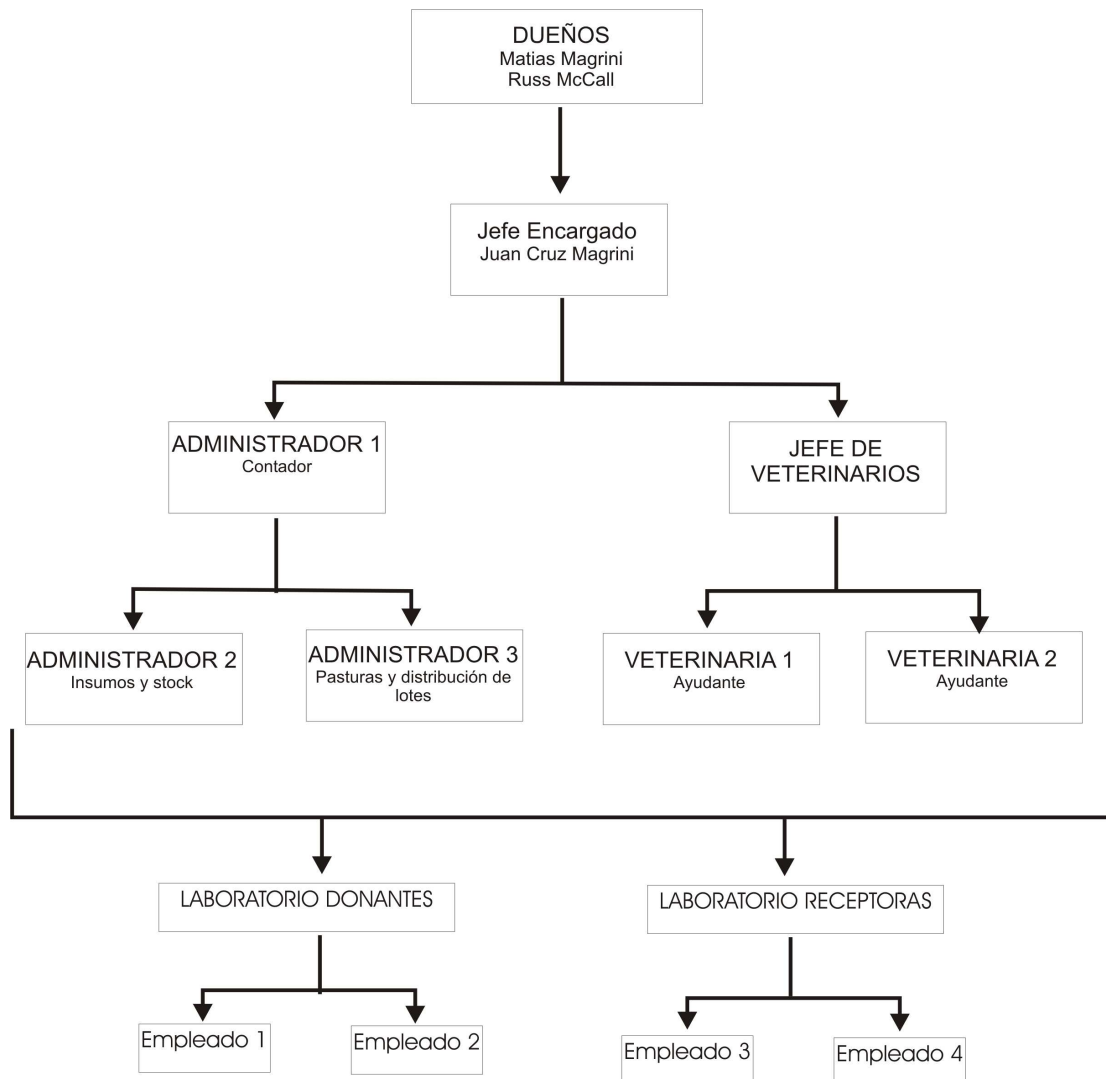 DUEÑOS
Matias Magrini
Russ McCall
Jefe Encargado
Juan Cruz Magrini
ADMINISTRADOR 1
Contador
JEFE DE
VETERINARIOS
ADMINISTRADOR 2
Insumos y stock
ADMINISTRADOR 3
Pasturas y distribución de
lotes
VETERINARIA 1
Ayudante
VETERINARIA 2
Ayudante
LABORATORIO DONANTES
LABORATORIO RECEPTORAS
Empleado 1
Empleado 2
Empleado 3
Empleado 4